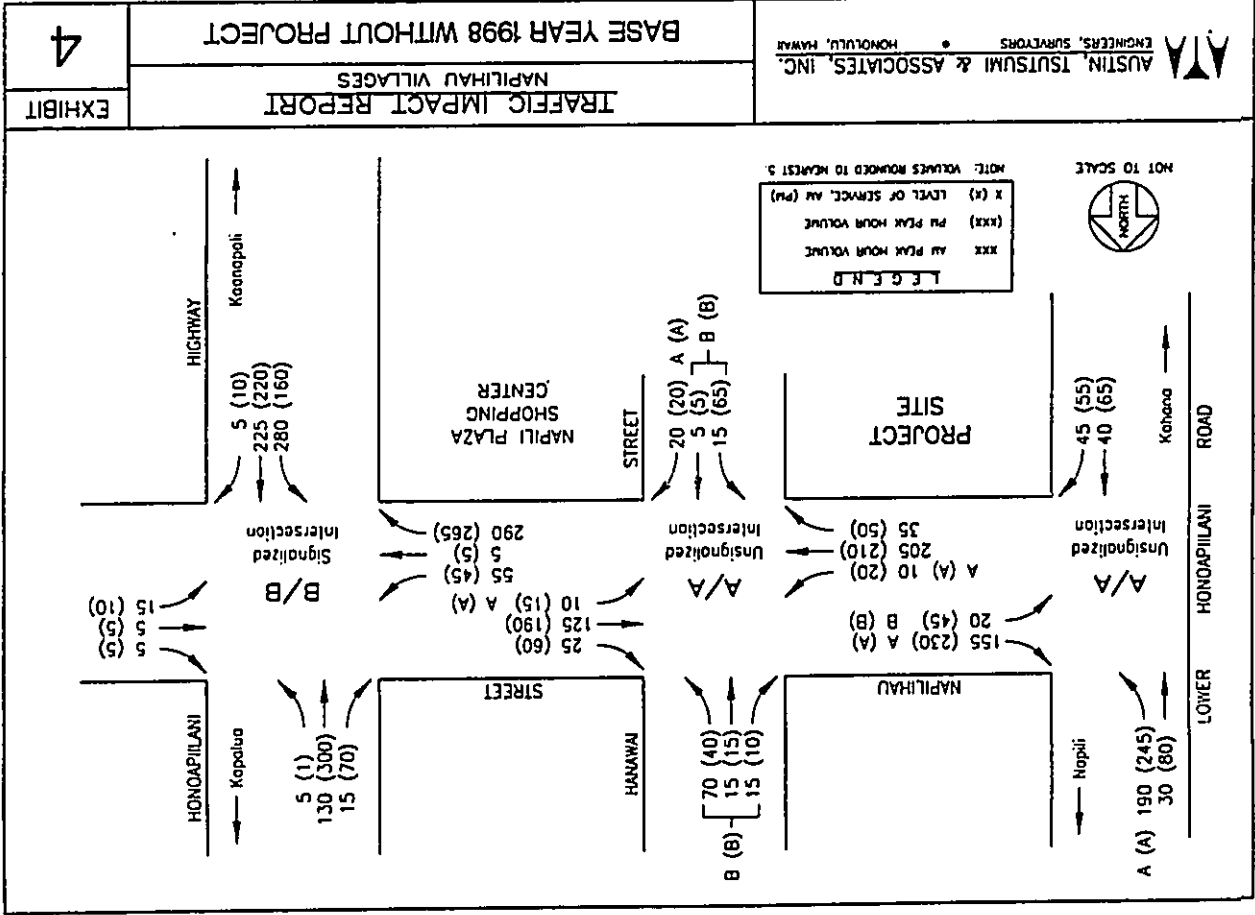 LOWER HONOAPIILANI ROAD
Napili
A (A) 190 (245)
30 (80)
A/A
Unsignalized
Intersection
45 (55)
40 (65)
Kahana
NAPILIHAU
155 (230) A (A)
20 (45) B (B)
A (A) 10 (20)
205 (210)
35 (50)
PROJECT
SITE
HANAWAI
B (B)
70 (40)
15 (15)
15 (10)
A/A
Unsignalized
Intersection
20 (20) A (A)
5 (5)
15 (65)
B (B)
STREET
STREET
25 (60)
125 (190)
10 (15) A (A)
55 (45)
5 (5)
290 (265)
NAPILI PLAZA
SHOPPING
CENTER
HONOAPIILANI
Kapalua
5 (1)
130 (300)
15 (70)
B/B
Signalized
Intersection
5 (5)
5 (5)
15 (10)
5 (10)
225 (220)
280 (160)
HIGHWAY
Kaanapali
NORTH
NOT TO SCALE
LEGEND
XXX AM PEAK HOUR VOLUME
(XXX) PM PEAK HOUR VOLUME
X (X) LEVEL OF SERVICE, AM (PM)
NOTE: VOLUMES ROUNDED TO NEAREST 5.
ATA
AUSTIN, TSUTSUMI & ASSOCIATES, INC.
ENGINEERS, SURVEYORS • HONOLULU, HAWAII
TRAFFIC IMPACT REPORT
NAPILIHAU VILLAGES
BASE YEAR 1998 WITHOUT PROJECT
EXHIBIT
4